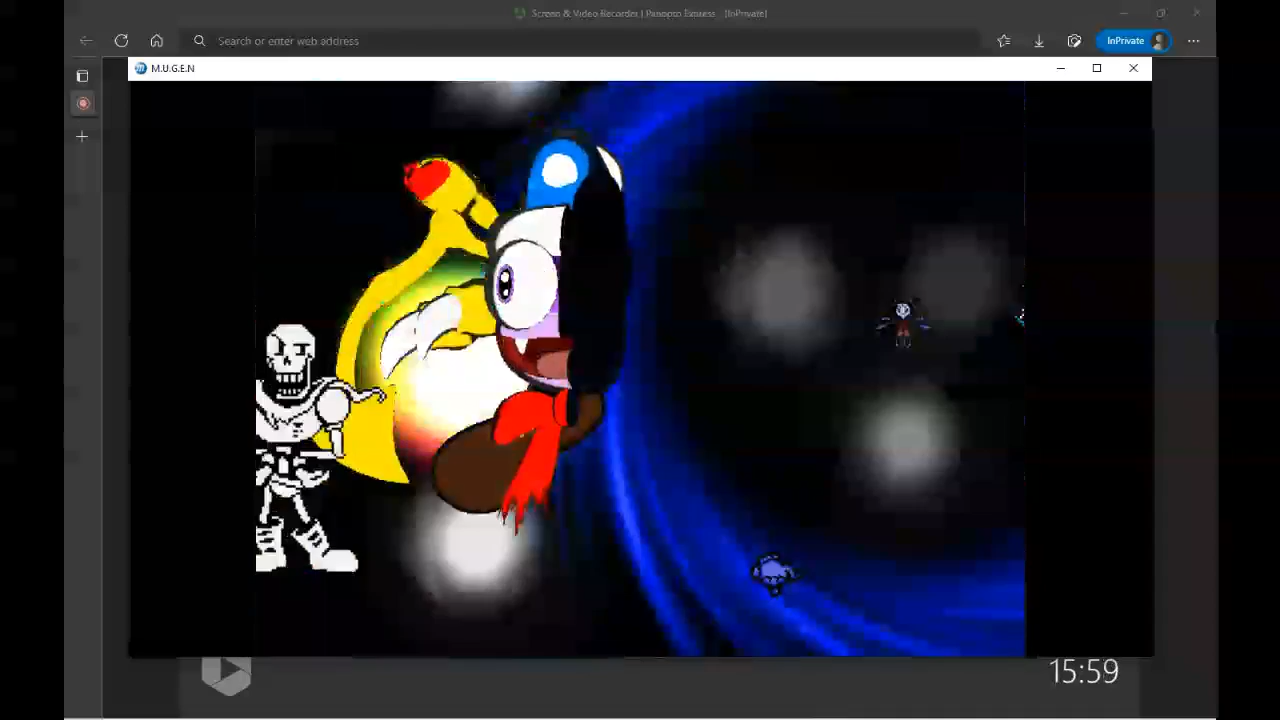 Screen & Video Recorder | Panopto Express - [InPrivate]
Search or enter web address
InPrivate
M.U.G.E.N
15:59